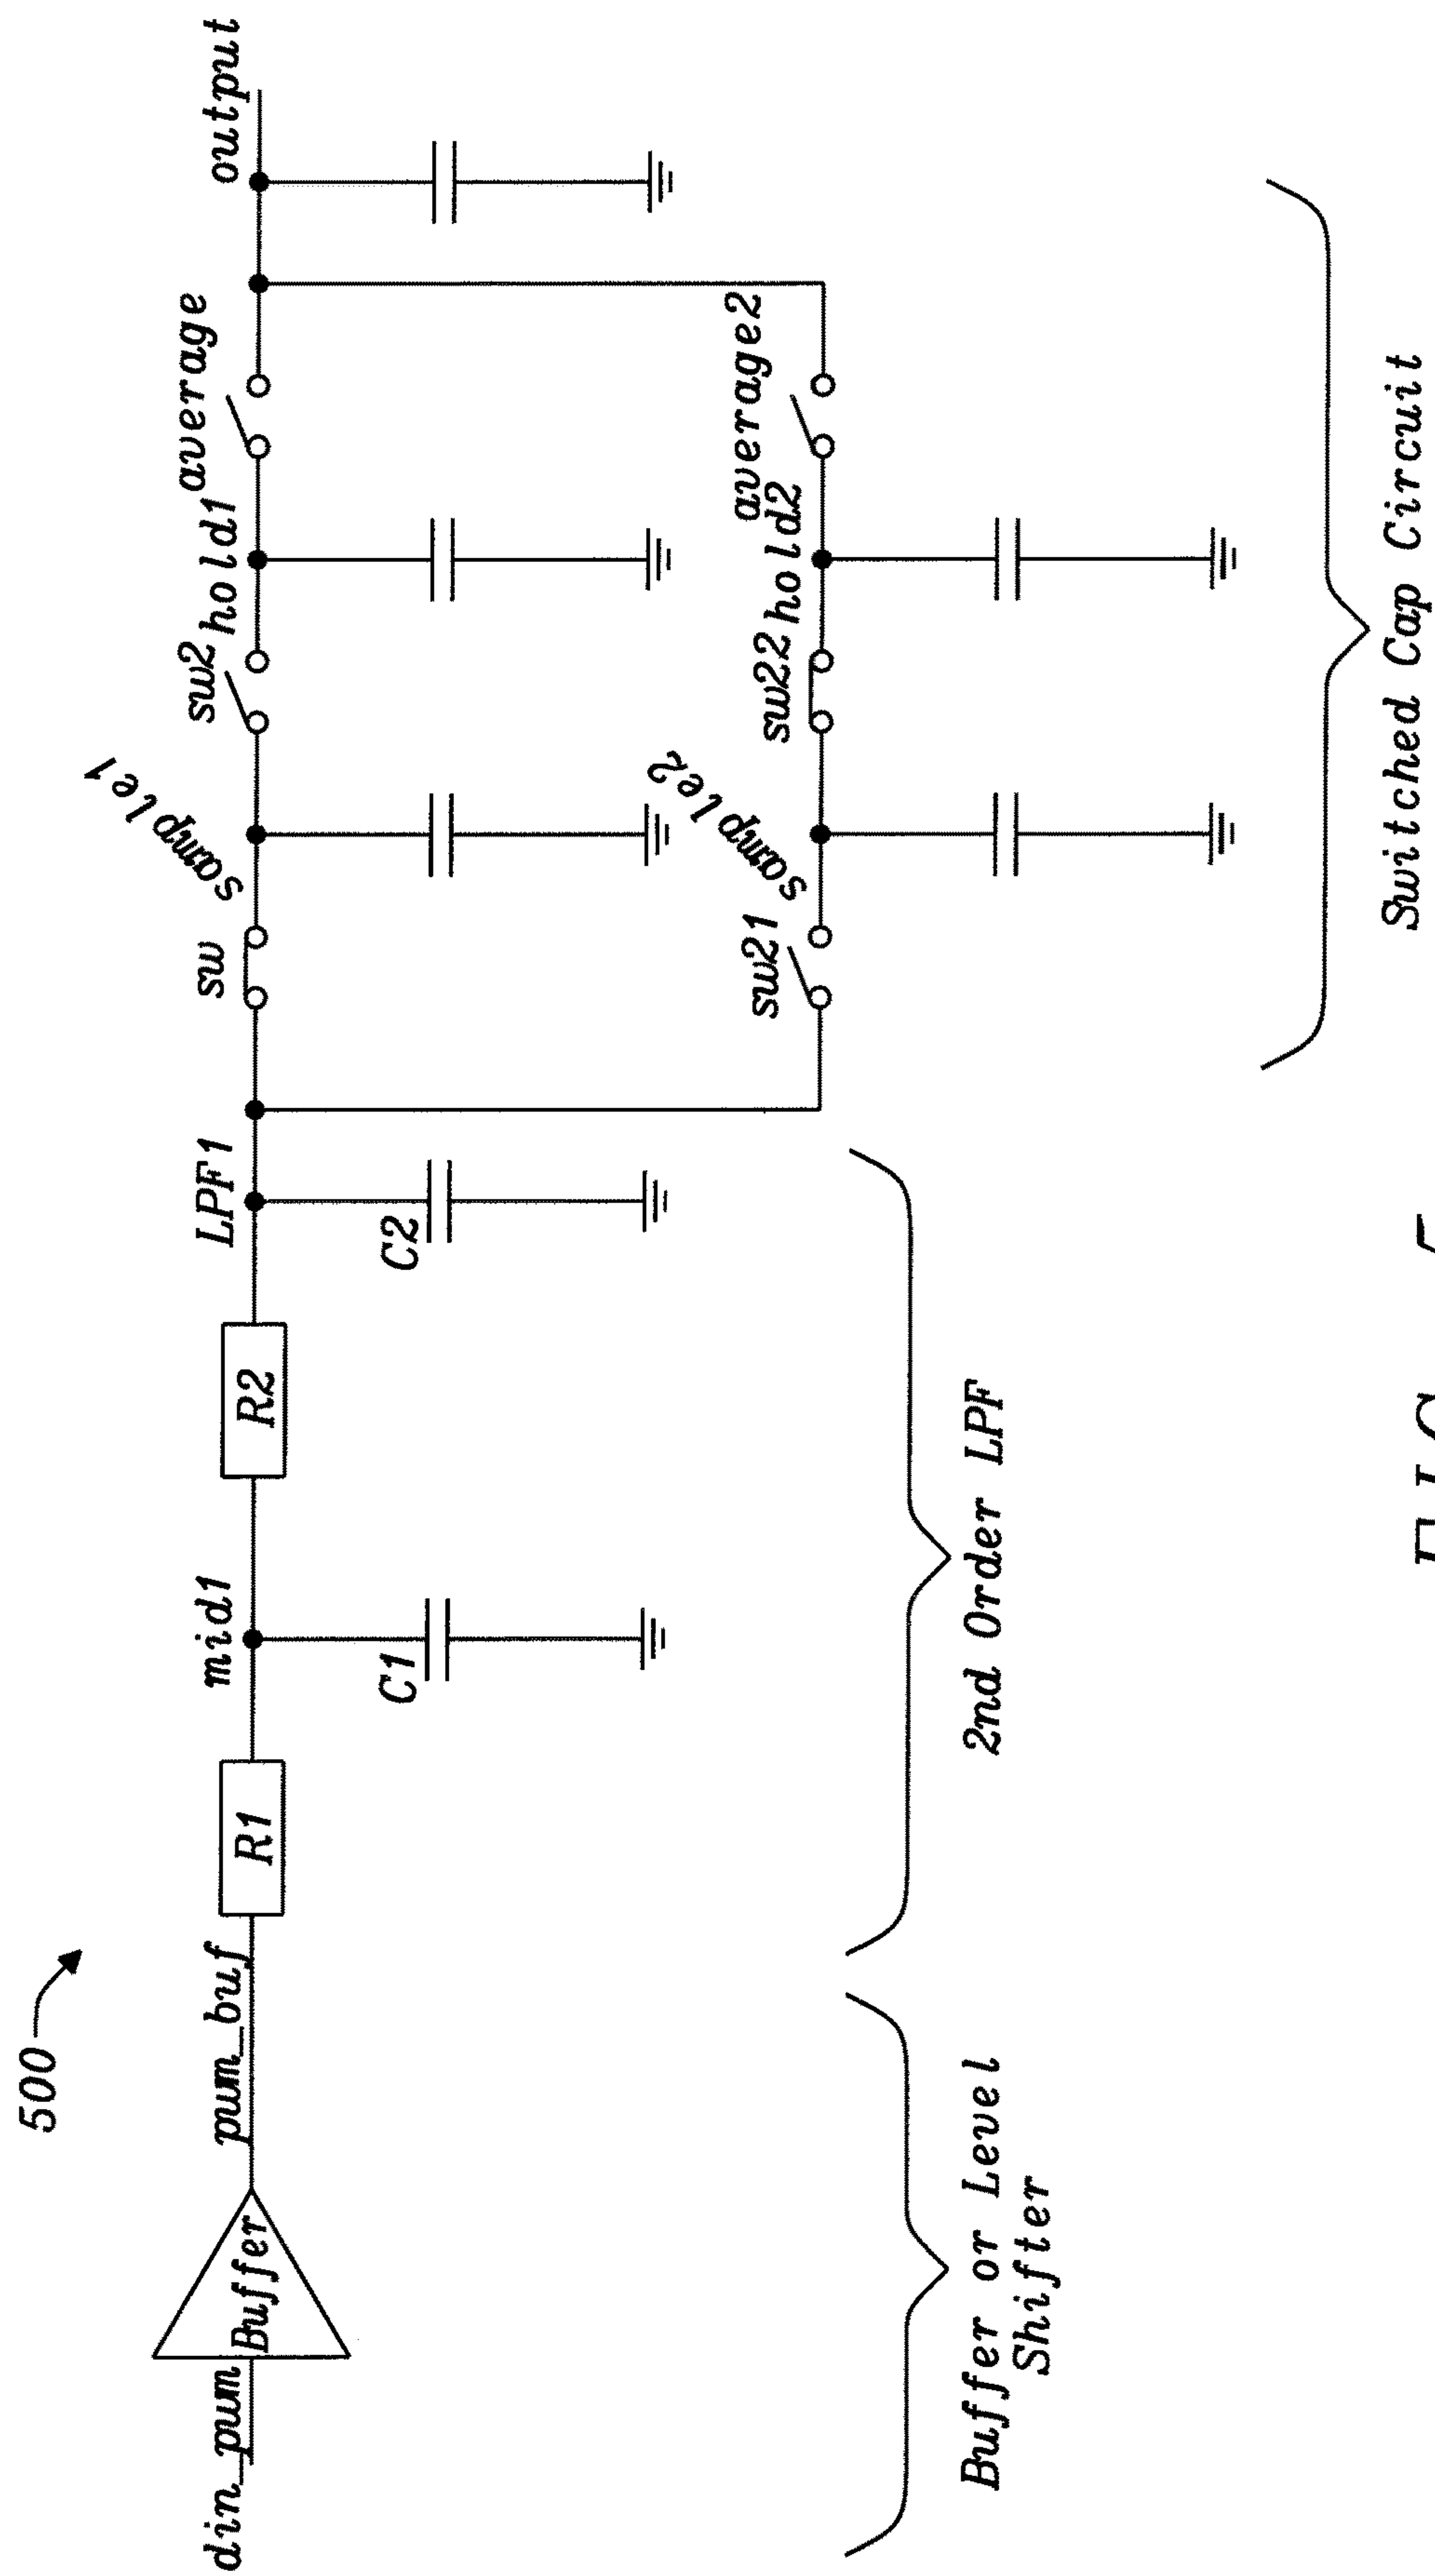 500
din_pwm
Buffer
pwm_buf
R1
mid1
C1
R2
LPF1
C2
sw
sample1
sw2
hold1
average
output
sw21
sample2
sw22
hold2
average2
Buffer or Level
Shifter
2nd Order LPF
Switched Cap Circuit